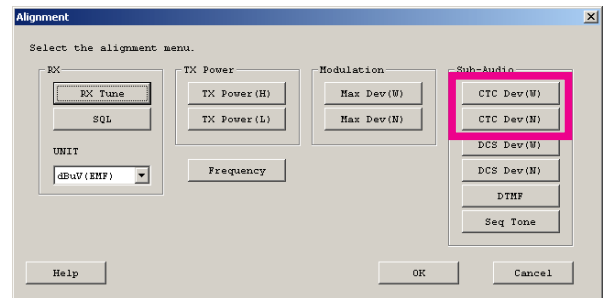 Alignment
Select the alignment menu.
RX
RX Tune
SQL
UNIT
dBuV(EMF)
TX Power
TX Power(H)
TX Power(L)
Frequency
Modulation
Max Dev(W)
Max Dev(N)
Sub-Audio
CTC Dev(W)
CTC Dev(N)
DCS Dev(W)
DCS Dev(N)
DTMF
Seq Tone
Help
OK
Cancel